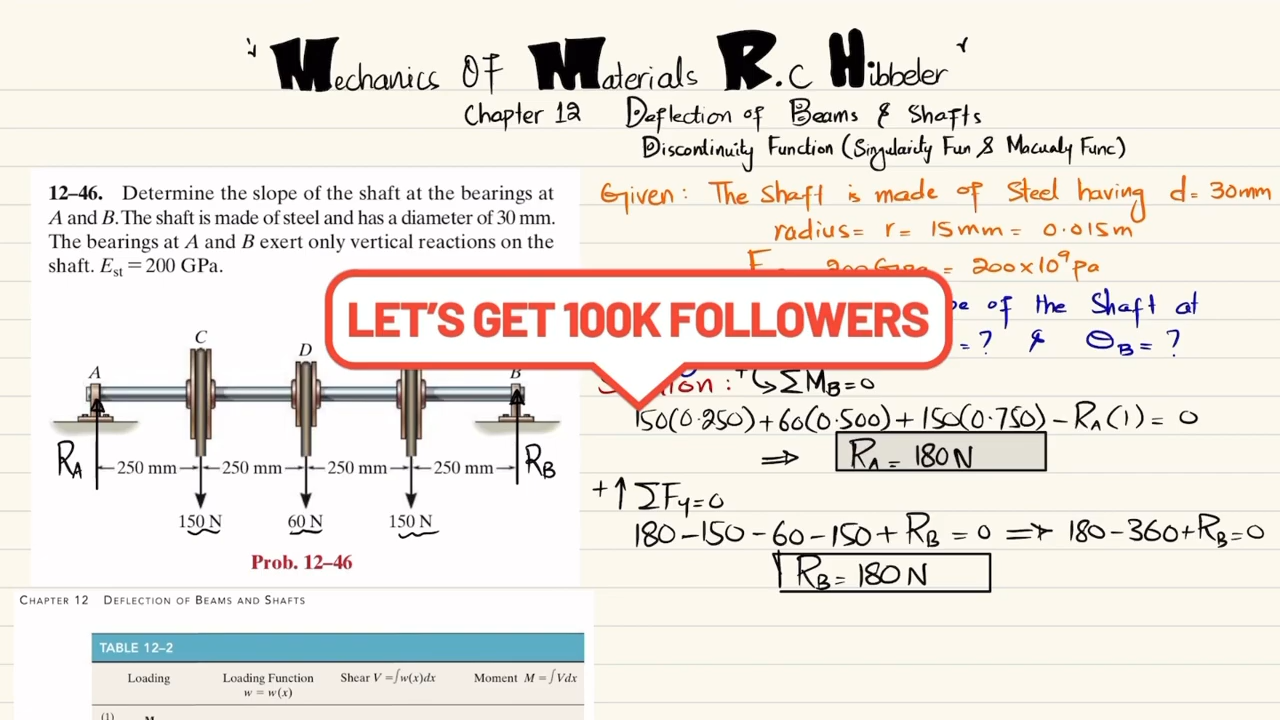 " Mechanics OF Materials R.C Hibbeler "
Chapter 12 Deflection of Beams & Shafts
Discontinuity Function (Singularity Fun & Macualy Func)
12–46. Determine the slope of the shaft at the bearings at
A and B. The shaft is made of steel and has a diameter of 30 mm.
The bearings at A and B exert only vertical reactions on the
shaft. Est = 200 GPa.
C
D
A
B
RA
250 mm
250 mm
250 mm
250 mm
RB
150 N
60 N
150 N
Prob. 12–46
CHAPTER 12 DEFLECTION OF BEAMS AND SHAFTS
TABLE 12–2
Loading
Loading Function
w = w(x)
Shear V = ∫w(x)dx
Moment M = ∫Vdx
(1)
Given: The Shaft is made of Steel having d= 30mm
radius= r= 15mm= 0.015m
= 200x10⁹pa
LET'S GET 100K FOLLOWERS
of the Shaft at
= ? & ΘB= ?
+ ΣMB=0
150(0.250)+60(0.500)+150(0.750)-RA(1)= 0
⇒ RA= 180N
+↑ ΣFy=0
180-150-60-150+RB=0 ⇒ 180-360+RB=0
RB= 180N